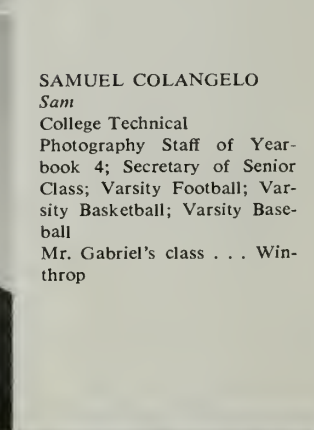 SAMUEL COLANGELO
Sam
College Technical
Photography Staff of Year-
book 4; Secretary of Senior
Class; Varsity Football; Var-
sity Basketball; Varsity Base-
ball
Mr. Gabriel's class . . . Win-
throp